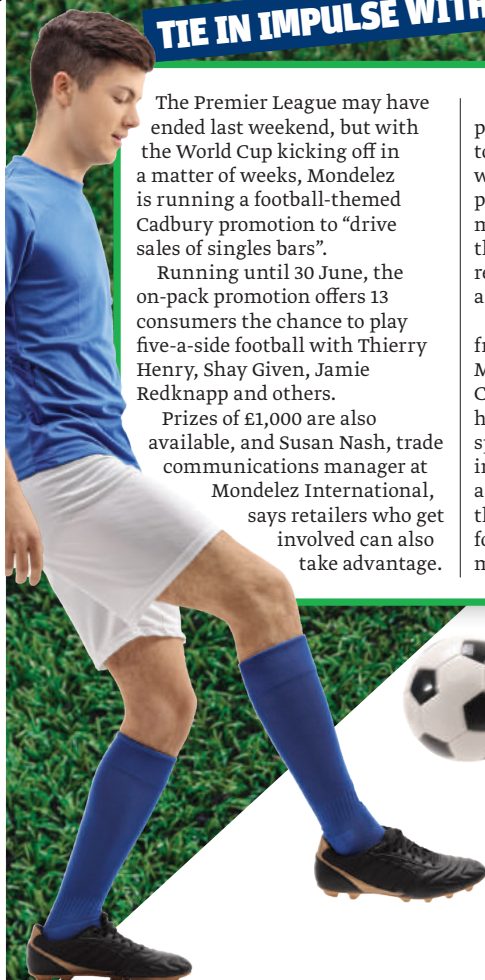 TIE IN IMPULSE WITH
The Premier League may have
ended last weekend, but with
the World Cup kicking off in
a matter of weeks, Mondelez
is running a football-themed
Cadbury promotion to “drive
sales of singles bars”.
Running until 30 June, the
on-pack promotion offers 13
consumers the chance to play
five-a-side football with Thierry
Henry, Shay Given, Jamie
Redknapp and others.
Prizes of £1,000 are also
available, and Susan Nash, trade
communications manager at
Mondelez International,
says retailers who get
involved can also
take advantage.